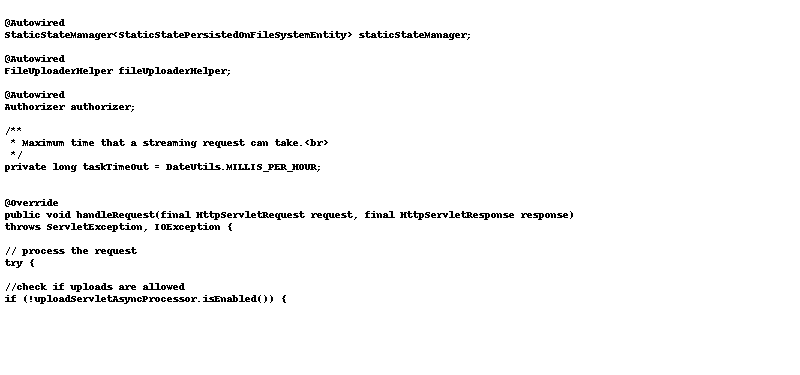 @Autowired
StaticStateManager<StaticStatePersistedOnFileSystemEntity> staticStateManager;
@Autowired
FileUploaderHelper fileUploaderHelper;
@Autowired
Authorizer authorizer;
/**
* Maximum time that a streaming request can take.<br>
*/
private long taskTimeOut = DateUtils.MILLIS_PER_HOUR;
@Override
public void handleRequest(final HttpServletRequest request, final HttpServletResponse response)
throws ServletException, IOException {
// process the request
try {
//check if uploads are allowed
if (!uploadServletAsyncProcessor.isEnabled()) {